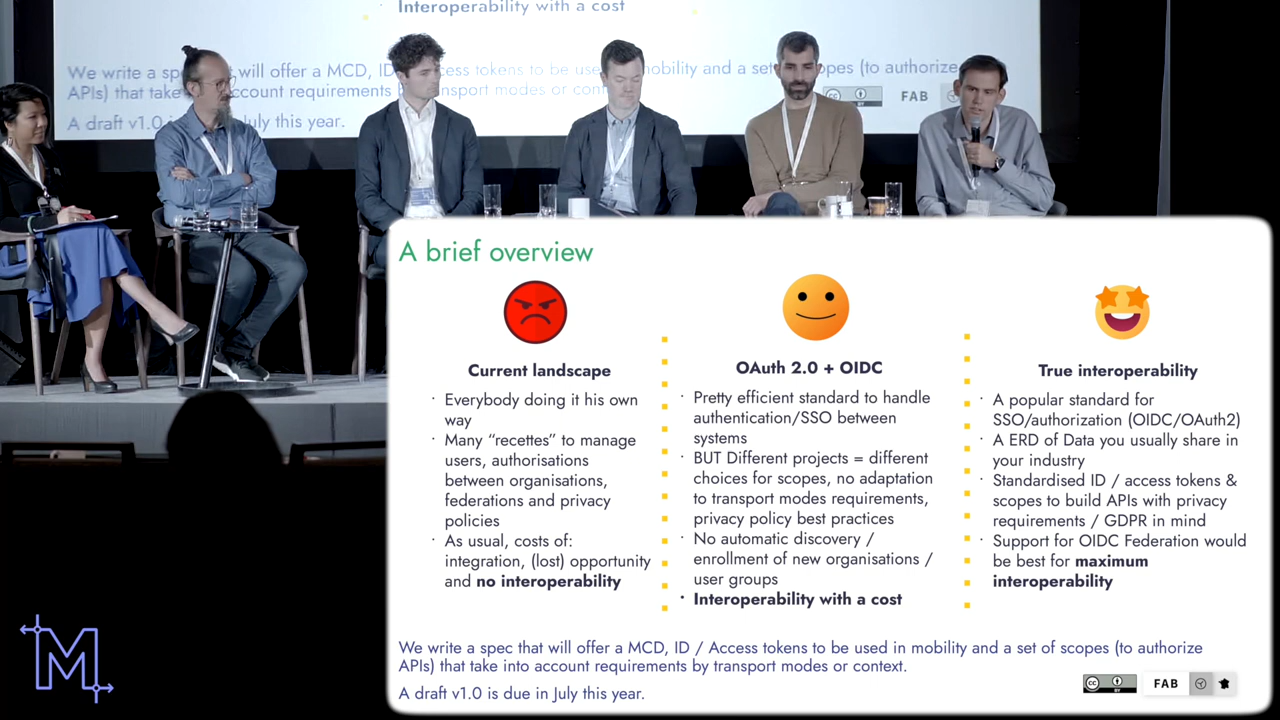 Interoperability with a cost
We write a spe will offer a MCD, ID cess tokens to be use mobility and a set of scopes (to authorize
APIs) that take account requirements by transport modes or cont
BY
FAB
A draft v1.0 July this year.
A brief overview
Current landscape
· Everybody doing it his own
way
· Many “recettes” to manage
users, authorisations
between organisations,
federations and privacy
policies
· As usual, costs of:
integration, (lost) opportunity
and no interoperability
OAuth 2.0 + OIDC
· Pretty efficient standard to handle
authentication/SSO between
systems
· BUT Different projects = different
choices for scopes, no adaptation
to transport modes requirements,
privacy policy best practices
· No automatic discovery /
enrollment of new organisations /
user groups
· Interoperability with a cost
True interoperability
· A popular standard for
SSO/authorization (OIDC/OAuth2)
· A ERD of Data you usually share in
your industry
· Standardised ID / access tokens &
scopes to build APIs with privacy
requirements / GDPR in mind
· Support for OIDC Federation would
be best for maximum
interoperability
We write a spec that will offer a MCD, ID / Access tokens to be used in mobility and a set of scopes (to authorize
APIs) that take into account requirements by transport modes or context.
A draft v1.0 is due in July this year.
cc BY
FAB
M